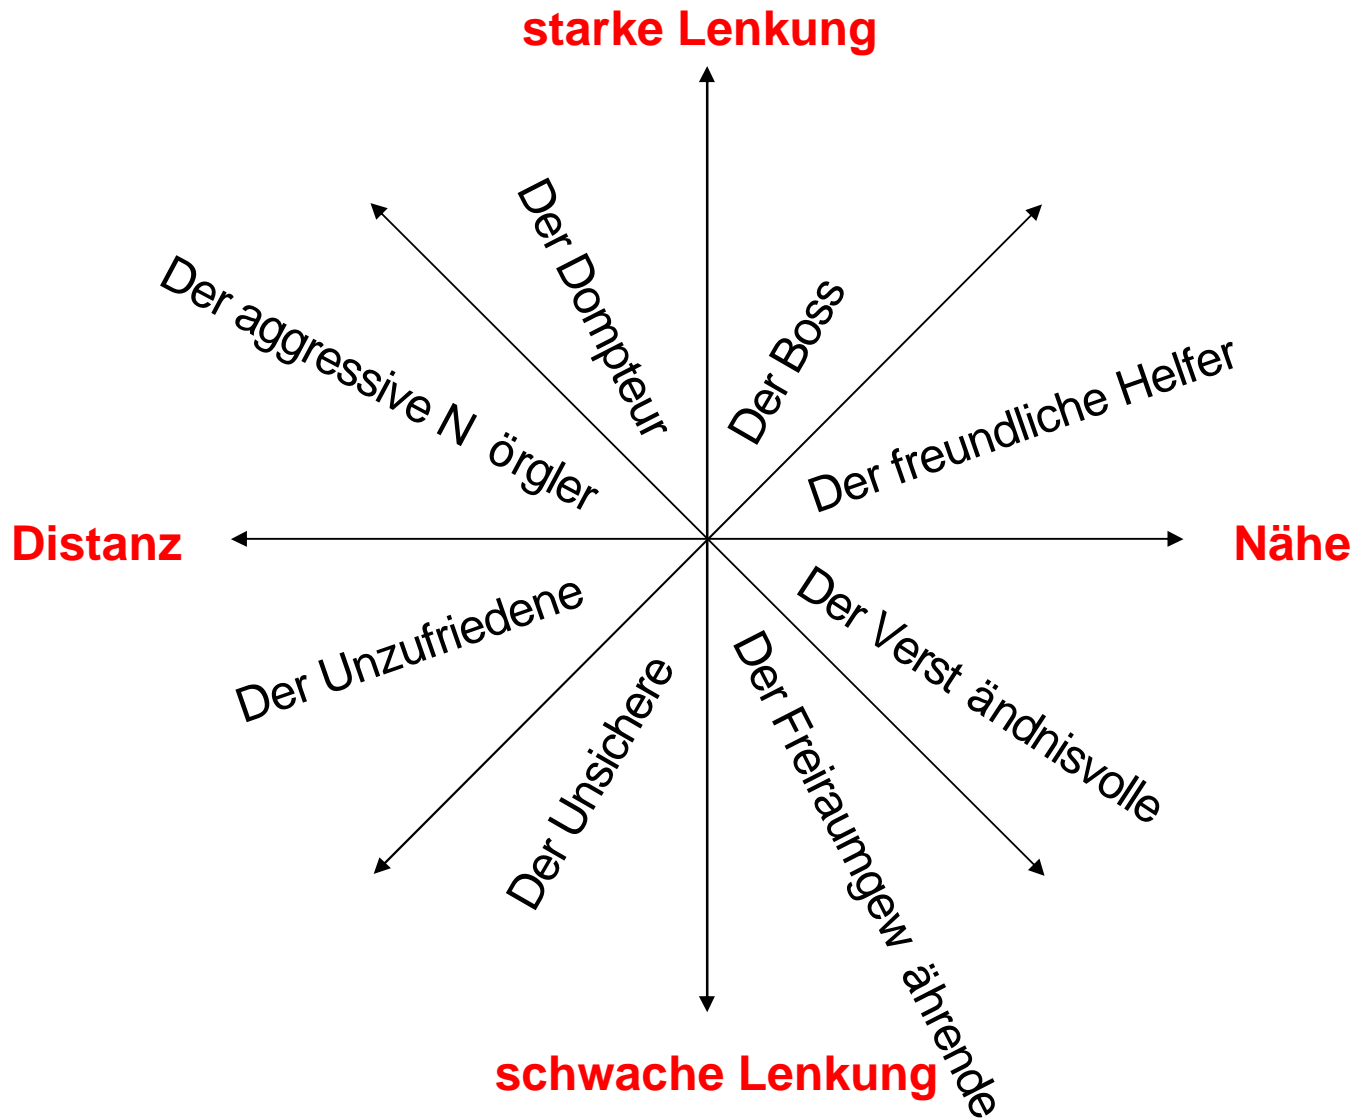 starke Lenkung
Der Dompteur
Der Boss
Der aggressive N örgler
Der freundliche Helfer
Distanz
Nähe
Der Unzufriedene
Der Verst ändnisvolle
Der Unsichere
Der Freiraumgew ährende
schwache Lenkung